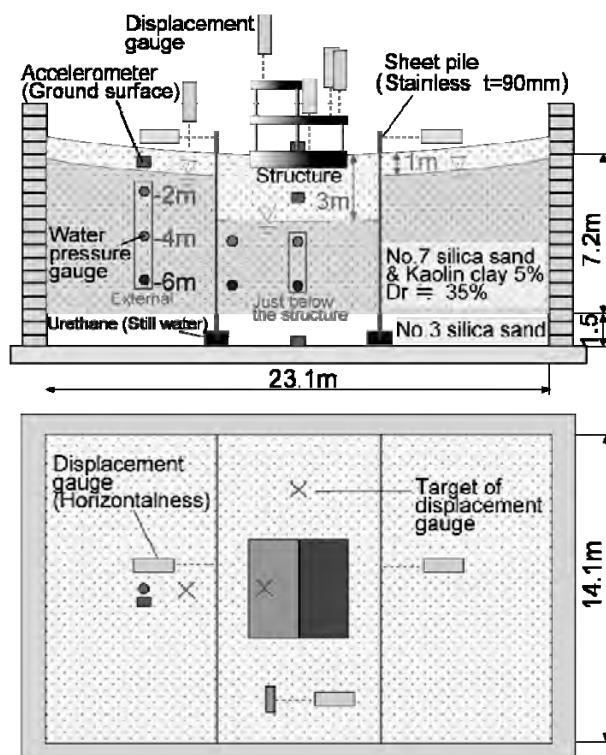 Displacement
gauge
Accelerometer
(Ground surface)
Sheet pile
(Stainless t=90mm)
1m
Structure
3m
-2m
-4m
-6m
Water
pressure
gauge
External
Just below
the structure
No.7 silica sand
& Kaolin clay 5%
Dr ≒ 35%
7.2m
Urethane (Still water)
No.3 silica sand
1.5
23.1m
Displacement
gauge
(Horizontalness)
Target of
displacement
gauge
14.1m